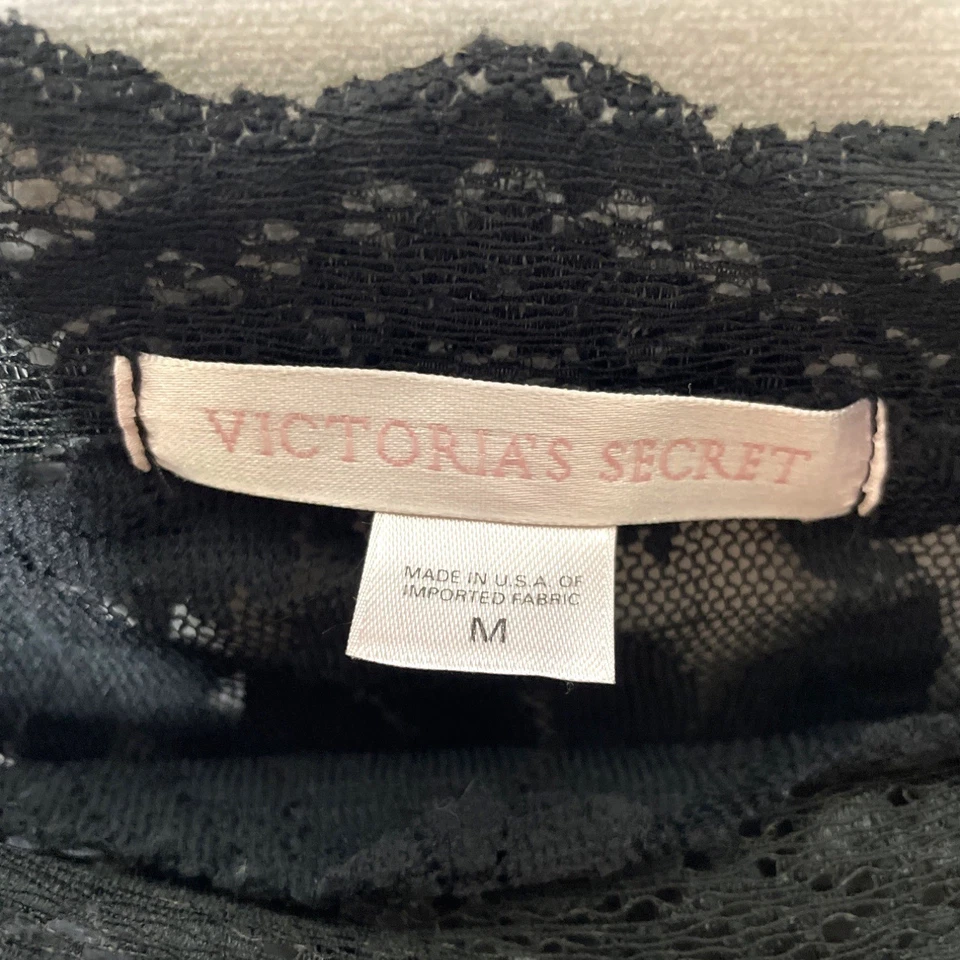 VICTORIA'S SECRET
MADE IN U.S.A. OF
IMPORTED FABRIC
M